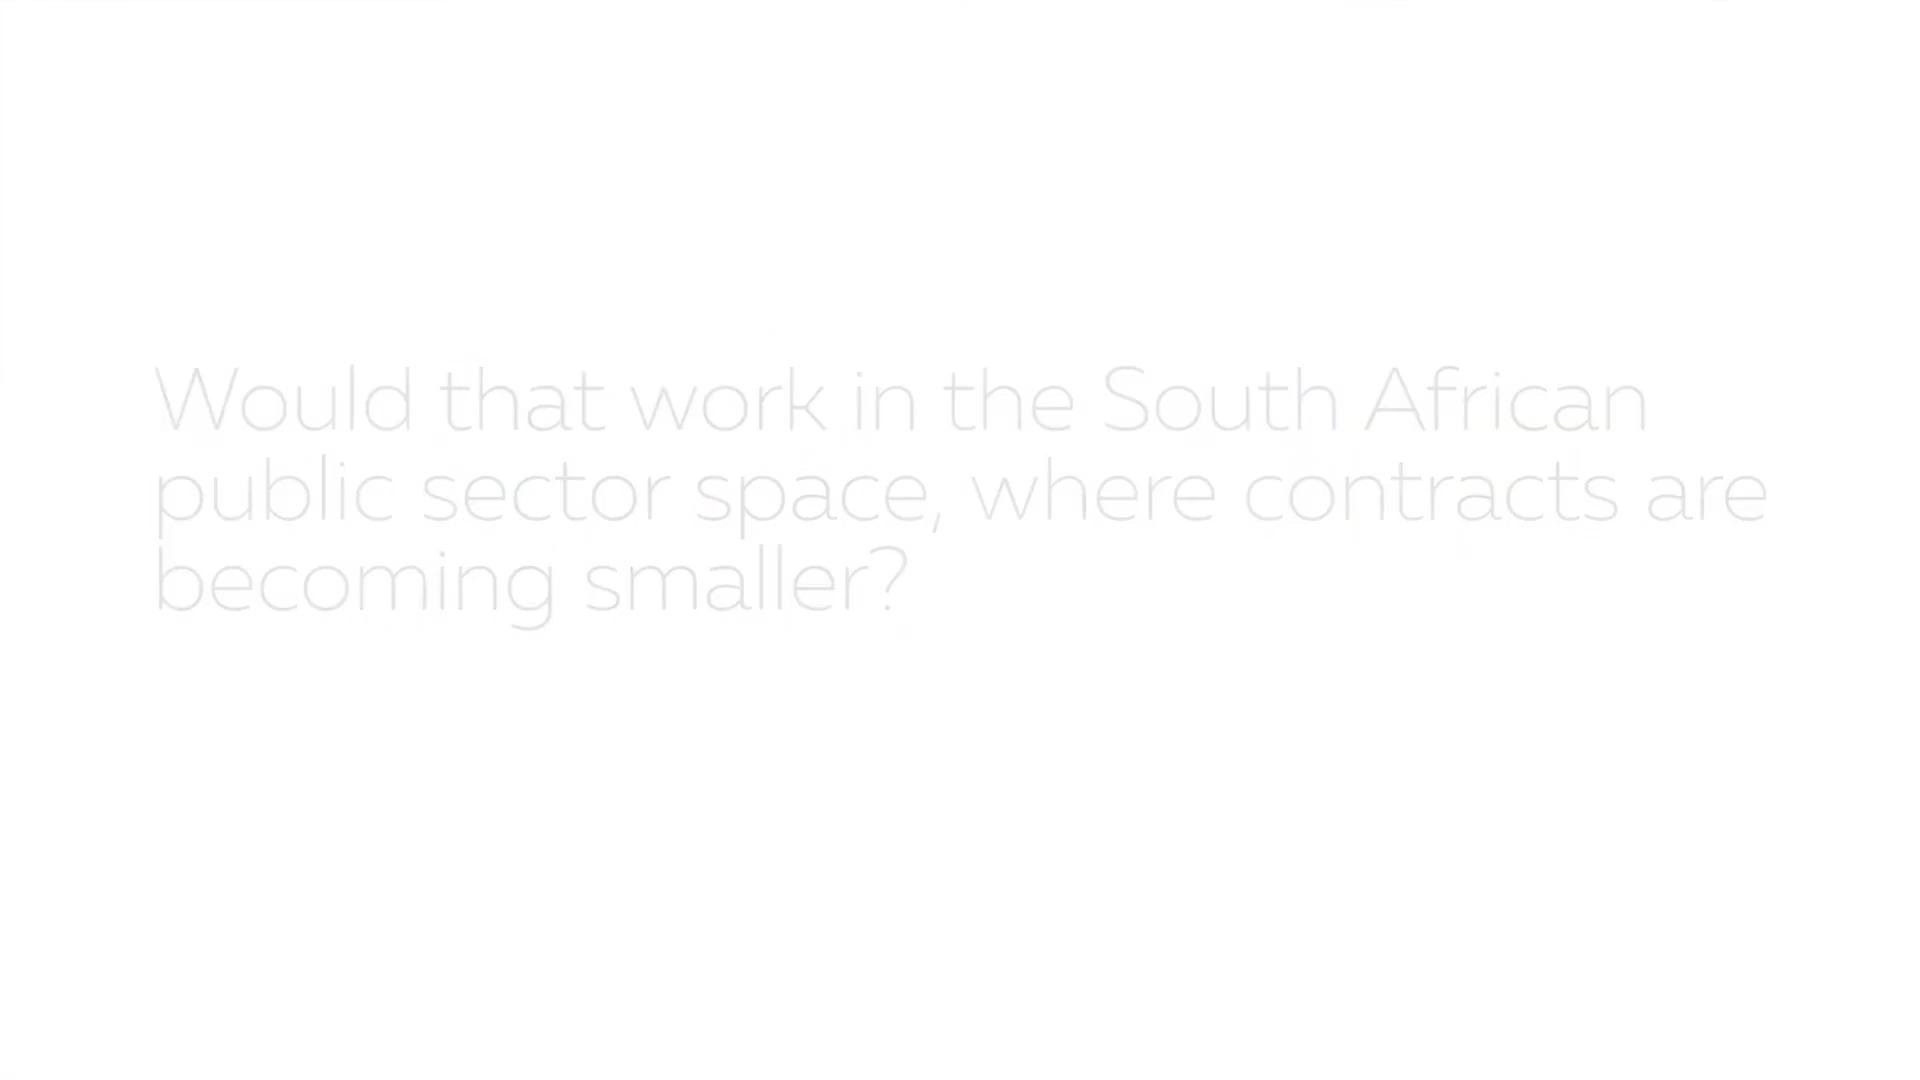 Would that work in the South African
public sector space, where contracts are
becoming smaller?